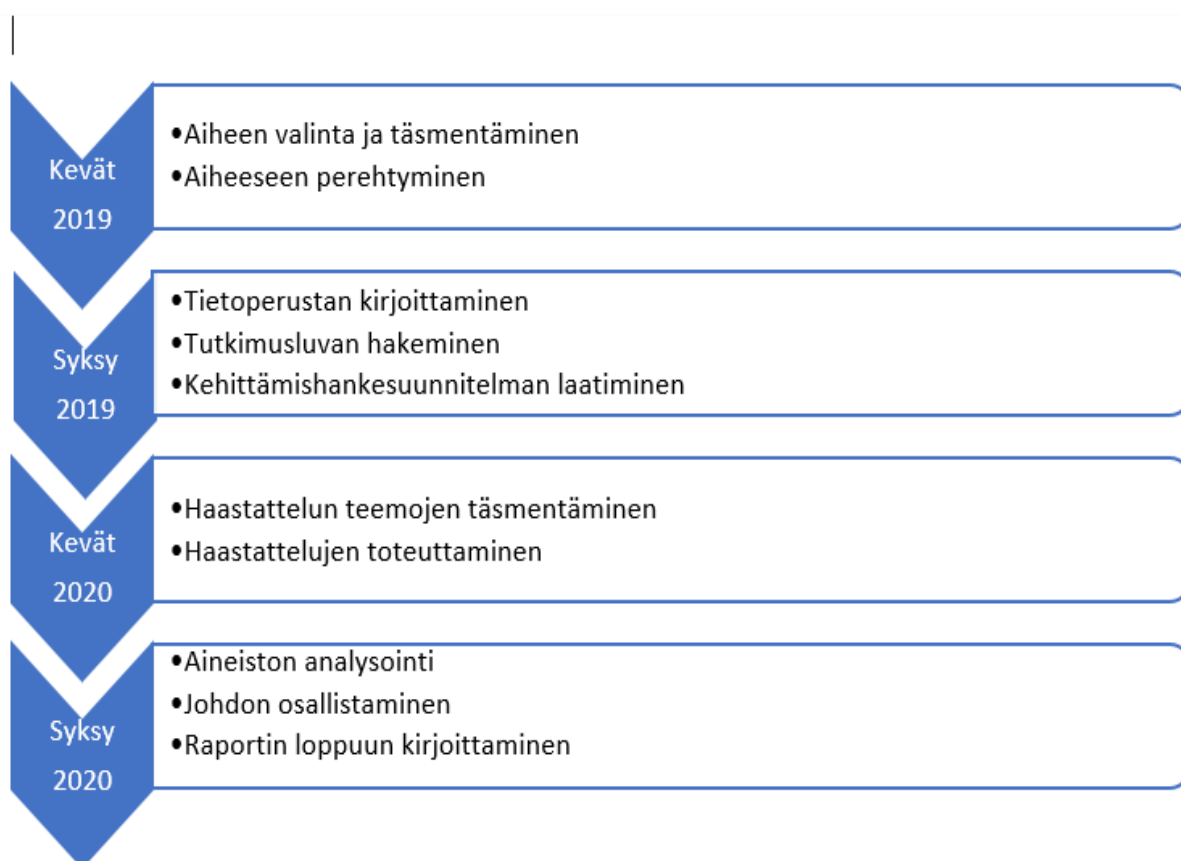 Kevät
2019
•Aiheen valinta ja täsmentäminen
•Aiheeseen perehtyminen
Syksy
2019
•Tietoperustan kirjoittaminen
•Tutkimusluvan hakeminen
•Kehittämishankesuunnitelman laatiminen
Kevät
2020
•Haastattelun teemojen täsmentäminen
•Haastattelujen toteuttaminen
Syksy
2020
•Aineiston analysointi
•Johdon osallistaminen
•Raportin loppuun kirjoittaminen